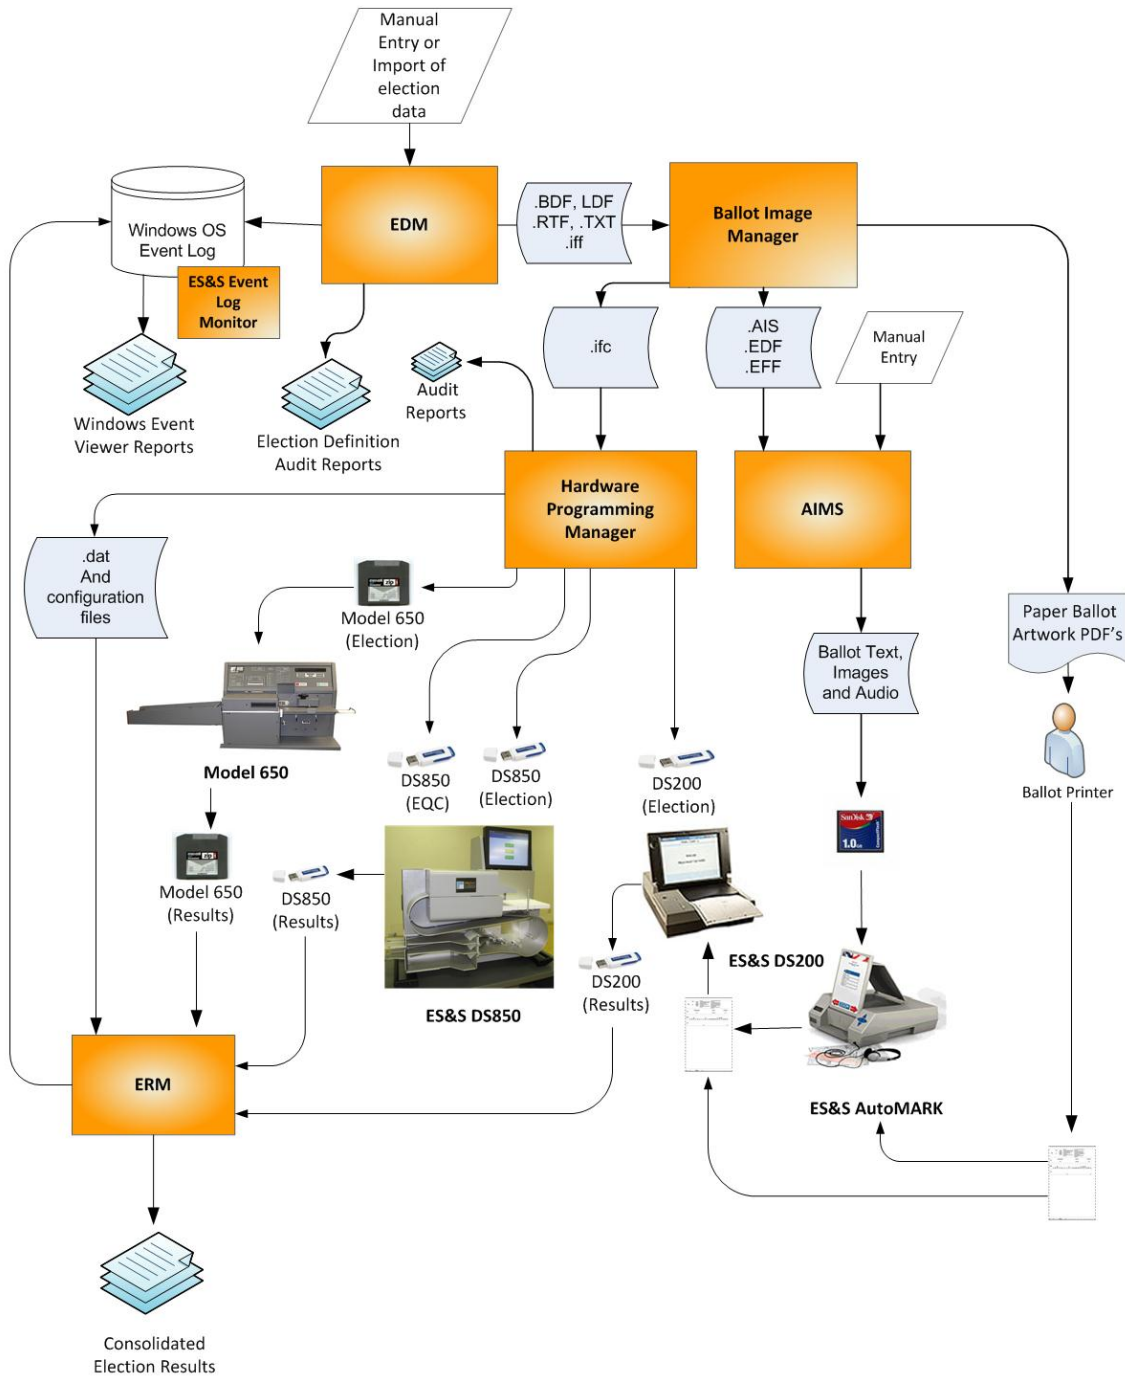 Manual
Entry or
Import of
election
data
EDM
.BDF, LDF
.RTF, .TXT
.iff
Ballot Image
Manager
Windows OS
Event Log
ES&S Event
Log
Monitor
Windows Event
Viewer Reports
Election Definition
Audit Reports
Audit
Reports
.ifc
.AIS
.EDF
.EFF
Manual
Entry
Hardware
Programming
Manager
AIMS
.dat
And
configuration
files
Model 650
(Election)
Ballot Text,
Images
and Audio
Paper Ballot
Artwork PDF's
Model 650
DS850
(EQC)
DS850
(Election)
DS200
(Election)
Ballot Printer
SanDisk
1.0
Model 650
(Results)
DS850
(Results)
ES&S DS850
DS200
(Results)
ES&S DS200
ERM
ES&S AutoMARK
Consolidated
Election Results